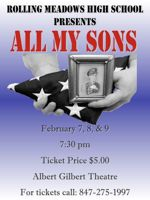 ROLLING MEADOWS HIGH SCHOOL
PRESENTS
ALL MY SONS
February 7, 8, & 9
7:30 pm
Ticket Price $5.00
Albert Gilbert Theatre
For tickets call: 847-275-1997